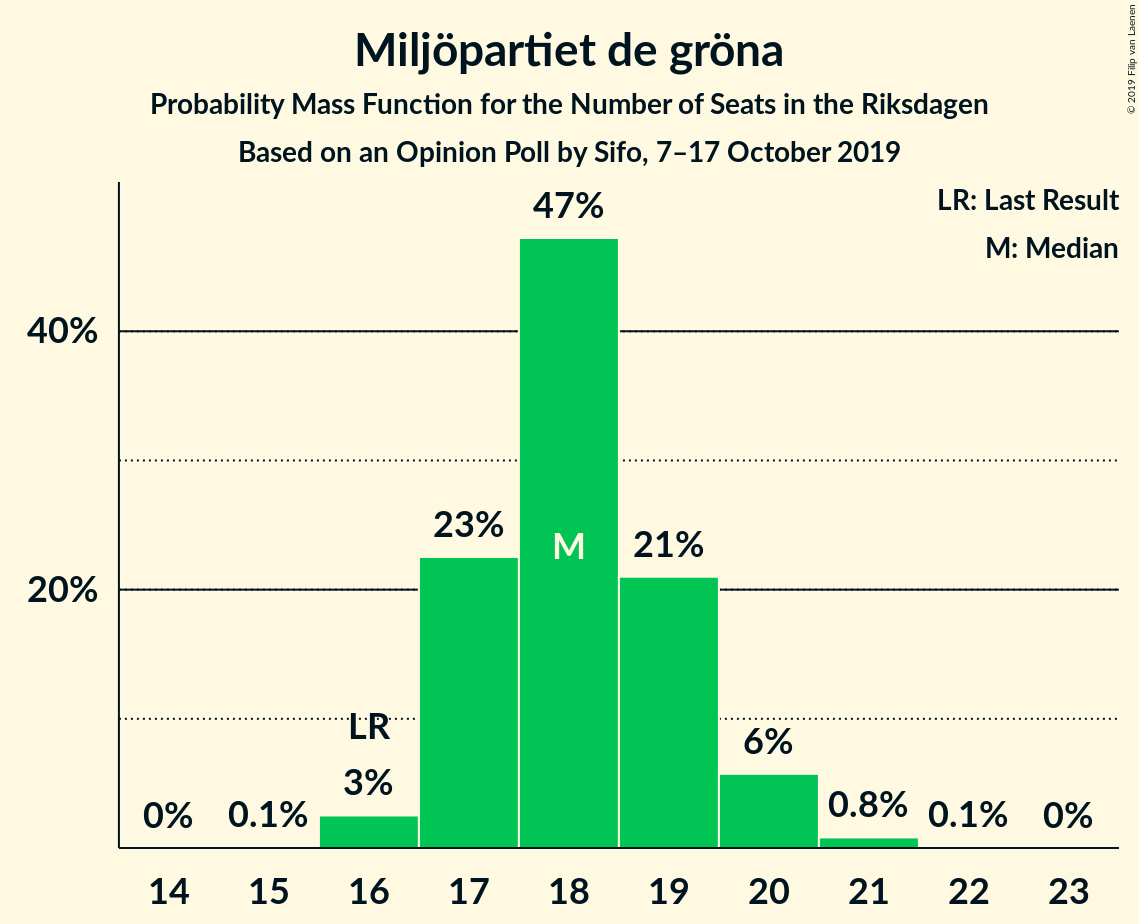 Miljöpartiet de gröna
Probability Mass Function for the Number of Seats in the Riksdagen
Based on an Opinion Poll by Sifo, 7–17 October 2019
© 2019 Filip van Laenen
LR: Last Result
M: Median
47%
40%
23%
M
21%
20%
LR
3%
6%
0%
0.1%
0.8%
0.1%
0%
14 15 16 17 18 19 20 21 22 23